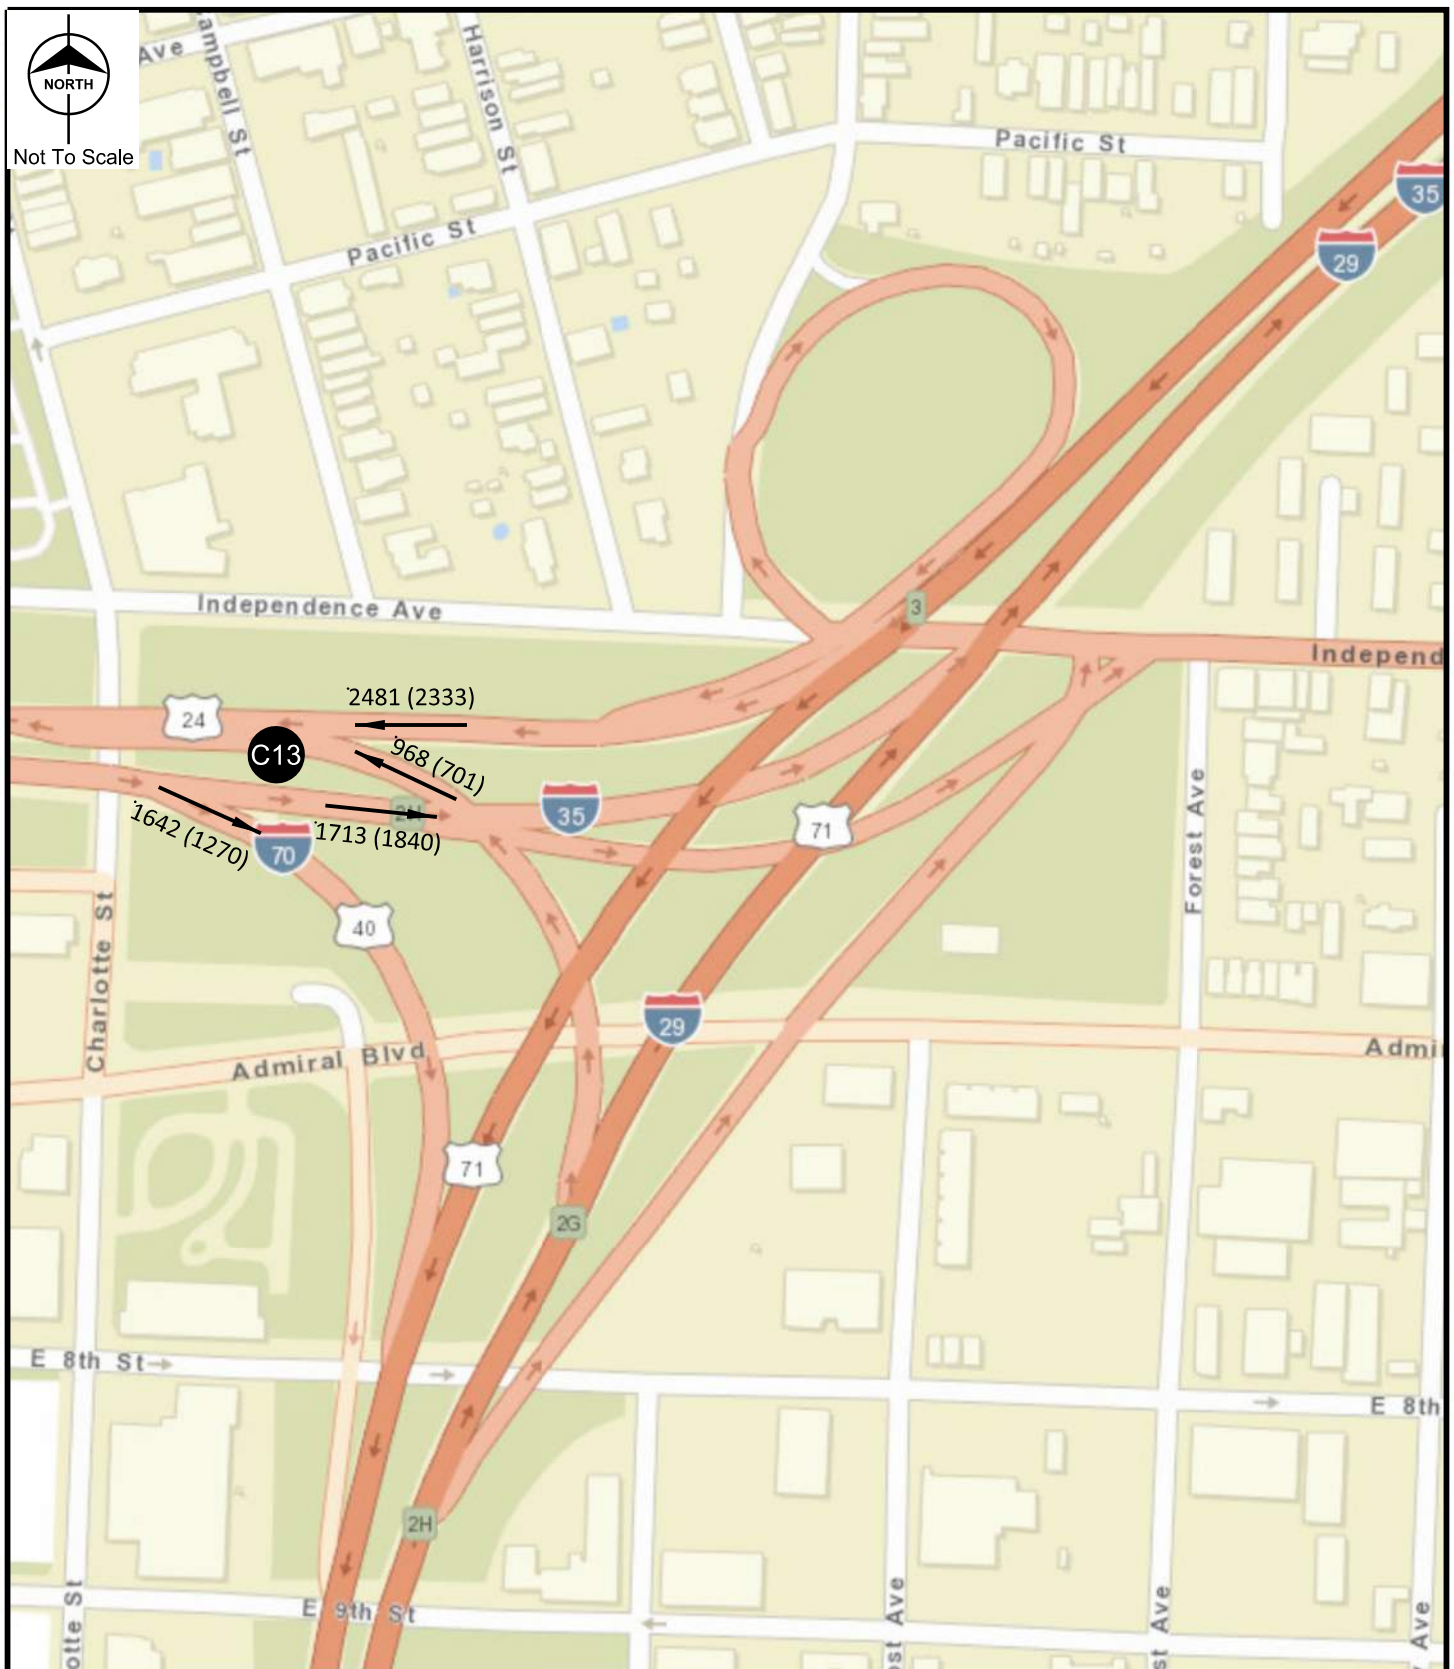 NORTH
Not To Scale
Ave
ampbell St
Harrison St
Pacific St
35
29
Pacific St
Independence Ave
3
Independ
24
2481 (2333)
C13
968 (701)
1642 (1270)
1713 (1840)
35
70
71
Forest Ave
40
Charlotte St
29
Admiral Blvd
Admi
71
2G
E 8th St
E 8th
2H
E 9th St
otte St
ost Ave
st Ave
Ave